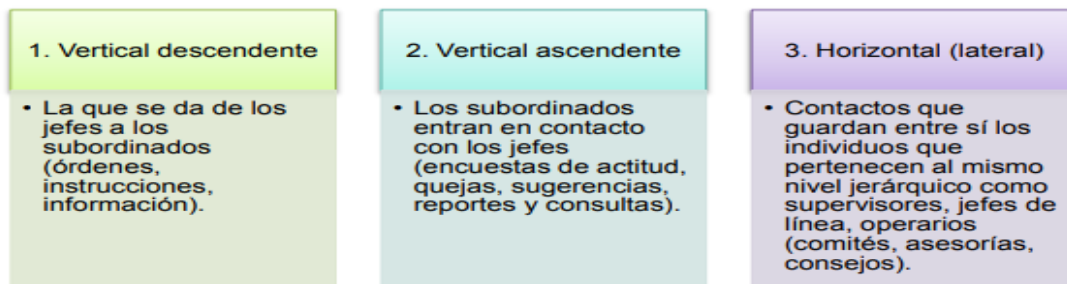 1. Vertical descendente
• La que se da de los
jefes a los
subordinados
(órdenes,
instrucciones,
información).
2. Vertical ascendente
• Los subordinados
entran en contacto
con los jefes
(encuestas de actitud,
quejas, sugerencias,
reportes y consultas).
3. Horizontal (lateral)
• Contactos que
guardan entre sí los
individuos que
pertenecen al mismo
nivel jerárquico como
supervisores, jefes de
línea, operarios
(comités, asesorías,
consejos).